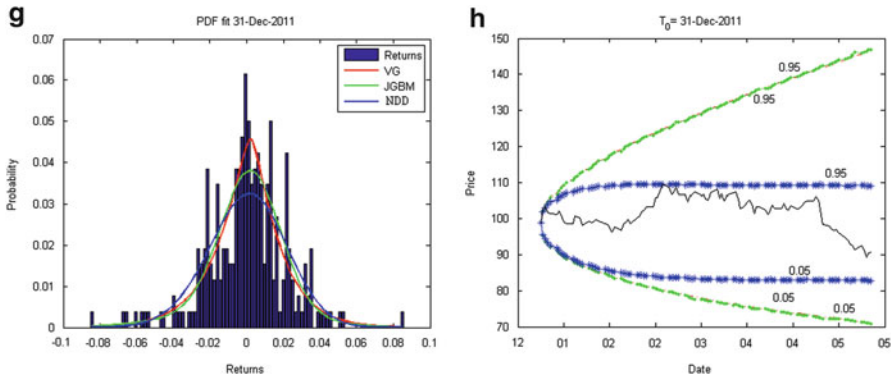 g
PDF fit 31-Dec-2011
0.07
0.06
0.05
0.04
0.03
0.02
0.01
0
Probability
Returns
VG
JGBM
NDD
-0.1 -0.08 -0.06 -0.04 -0.02 0 0.02 0.04 0.06 0.08 0.1
Returns
h
T0= 31-Dec-2011
150
140
130
120
110
100
90
80
70
Price
0.95
0.95
0.95
0.05
0.05
0.05
12 01 02 02 03 04 04 05 05
Date